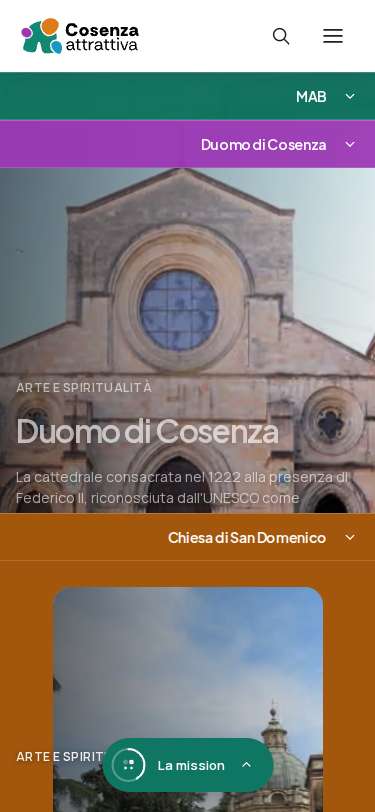 Cosenza
attrattiva
MAB
Duomo di Cosenza
ARTE E SPIRITUALITÀ
Duomo di Cosenza
La cattedrale consacrata nel 1222 alla presenza di
Federico II, riconosciuta dall'UNESCO come
Chiesa di San Domenico
ARTE E SPIRIT
La mission